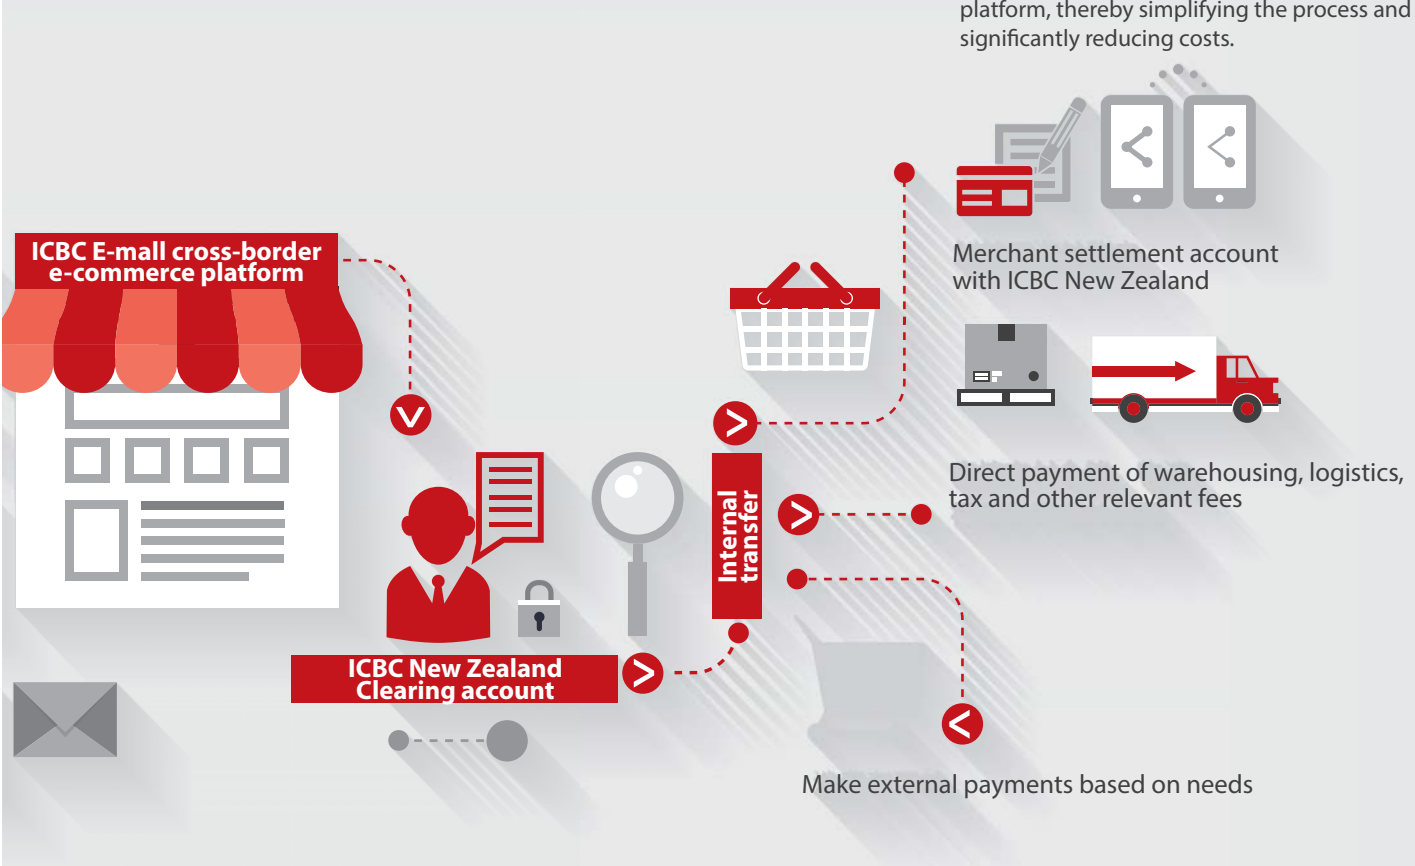 platform, thereby simplifying the process and
significantly reducing costs.
ICBC E-mall cross-border
e-commerce platform
Merchant settlement account
with ICBC New Zealand
Direct payment of warehousing, logistics,
tax and other relevant fees
Internal
transfer
ICBC New Zealand
Clearing account
Make external payments based on needs